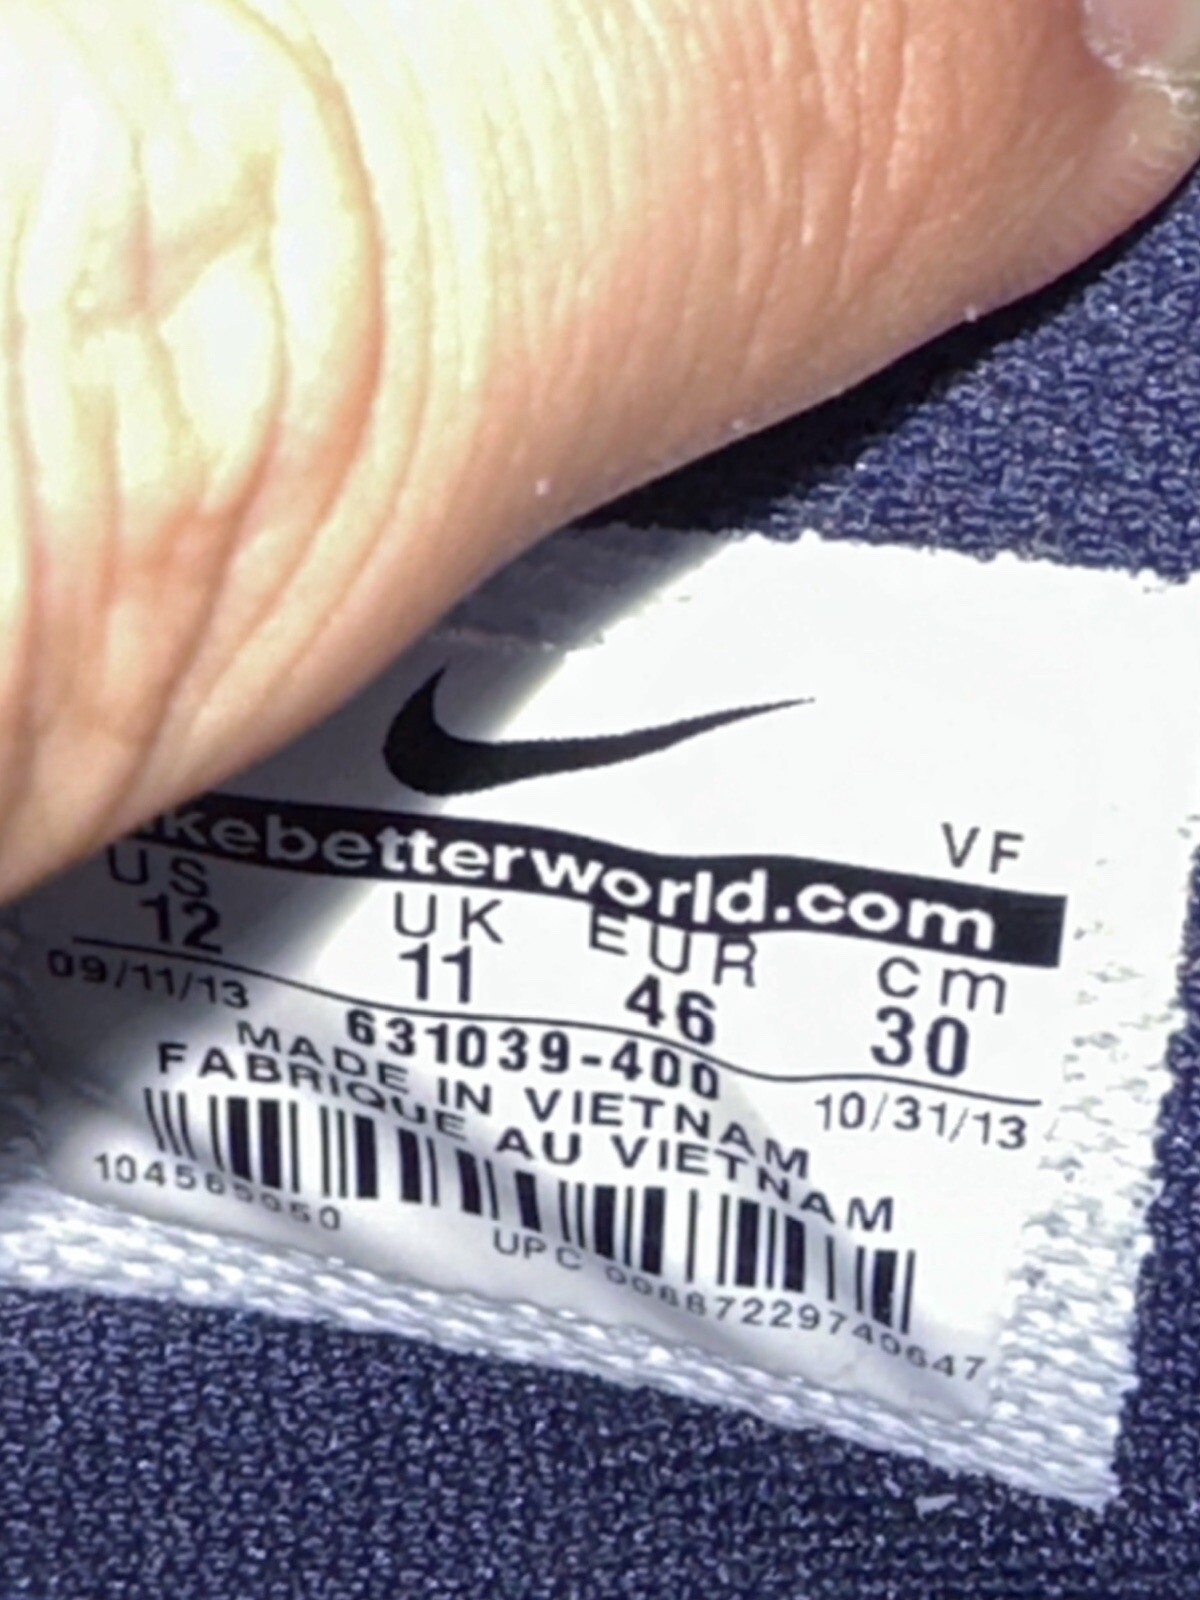 kebetterworld.com
VF
US UK EUR cm
12 11 46 30
09/11/13 631039-400 10/31/13
MADE IN VIETNAM
FABRIQUE AU VIETNAM
UPC